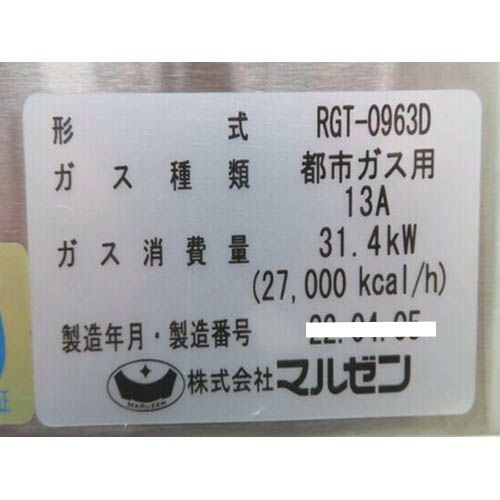 形 式 RGT-0963D
ガス種類 都市ガス用
13A
ガス消費量 31.4kW
(27,000 kcal/h)
製造年月・製造番号
MARUZEN 株式会社 マルゼン
証